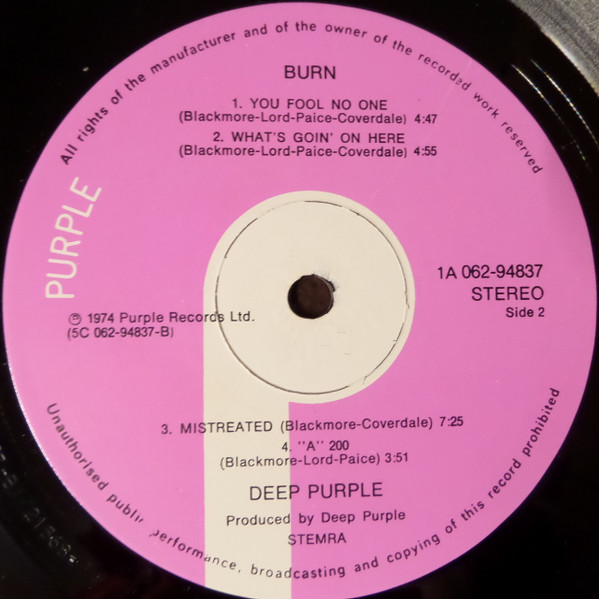 All rights of the manufacturer and of the owner of the recorded work reserved
BURN
1. YOU FOOL NO ONE
(Blackmore-Lord-Paice-Coverdale) 4:47
2. WHAT'S GOIN' ON HERE
(Blackmore-Lord-Paice-Coverdale) 4:55
PURPLE
1A 062-94837
STEREO
Side 2
℗ 1974 Purple Records Ltd.
(5C 062-94837-B)
3. MISTREATED (Blackmore-Coverdale) 7:25
4. "A" 200
(Blackmore-Lord-Paice) 3:51
DEEP PURPLE
Produced by Deep Purple
STEMRA
Unauthorised public performance, broadcasting and copying of this record prohibited